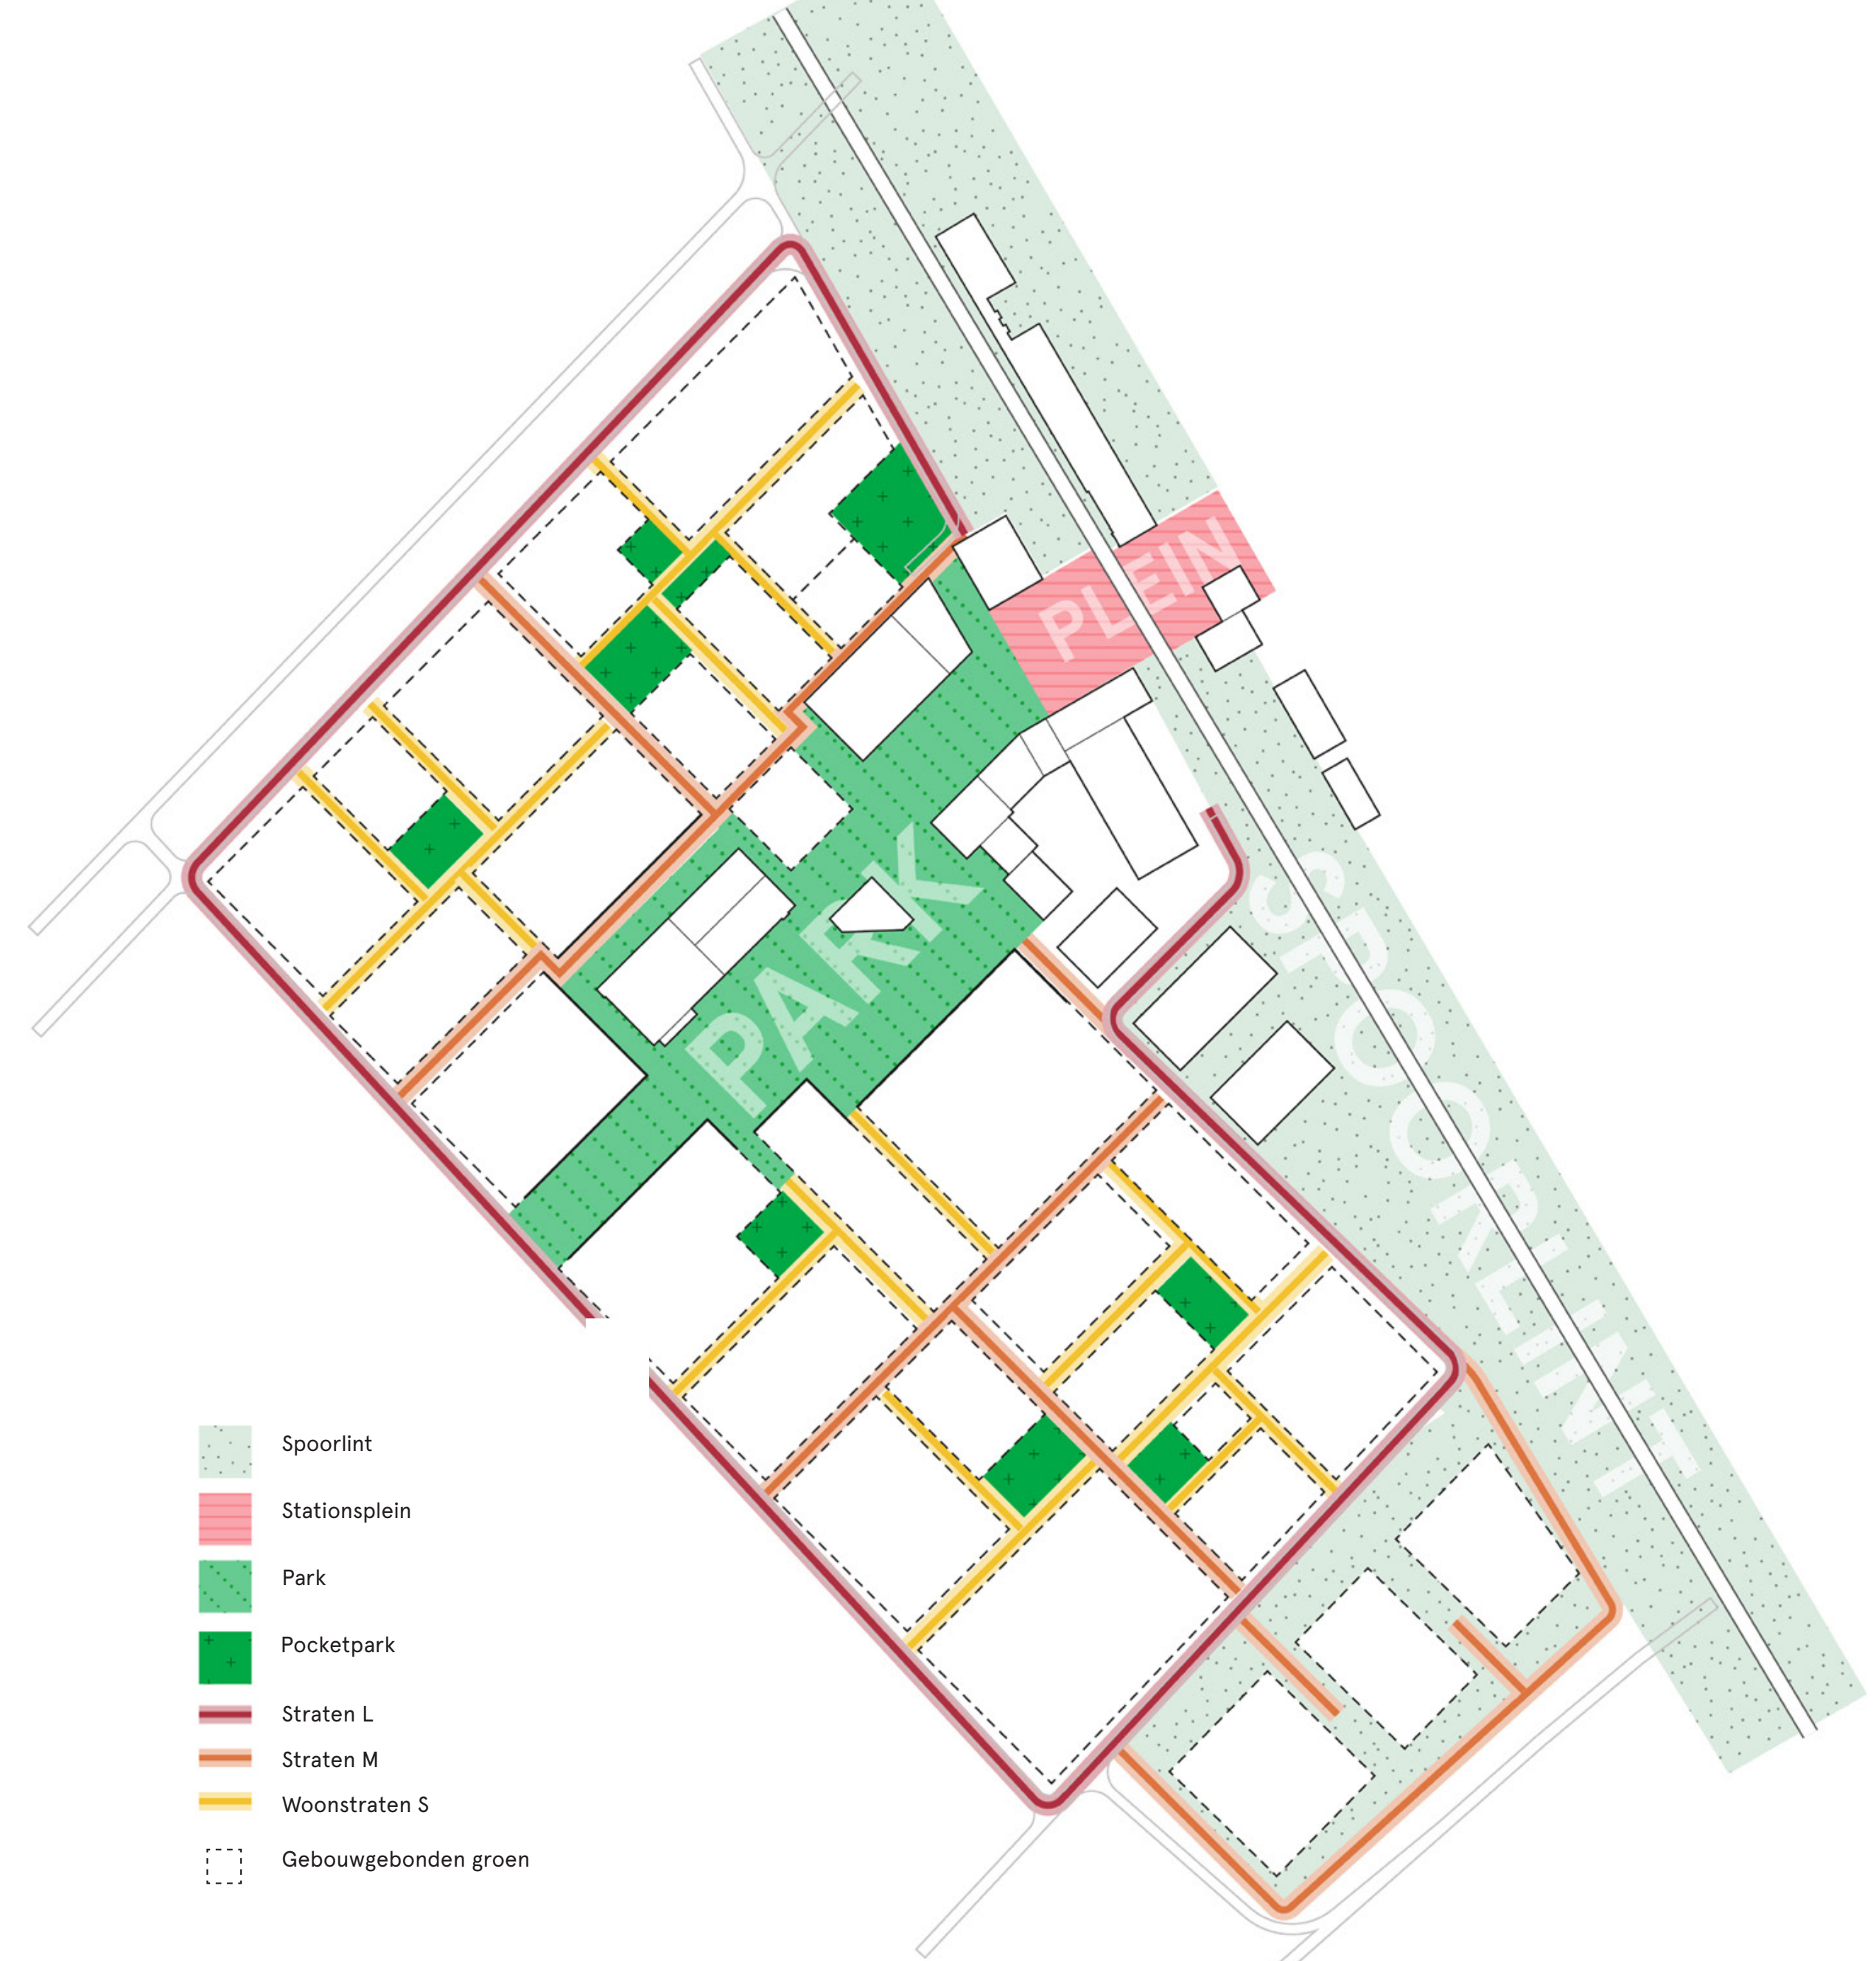 PLEIN
PARK
SPOORLINT
Spoorlint
Stationsplein
Park
Pocketpark
Straten L
Straten M
Woonstraten S
Gebouwgebonden groen